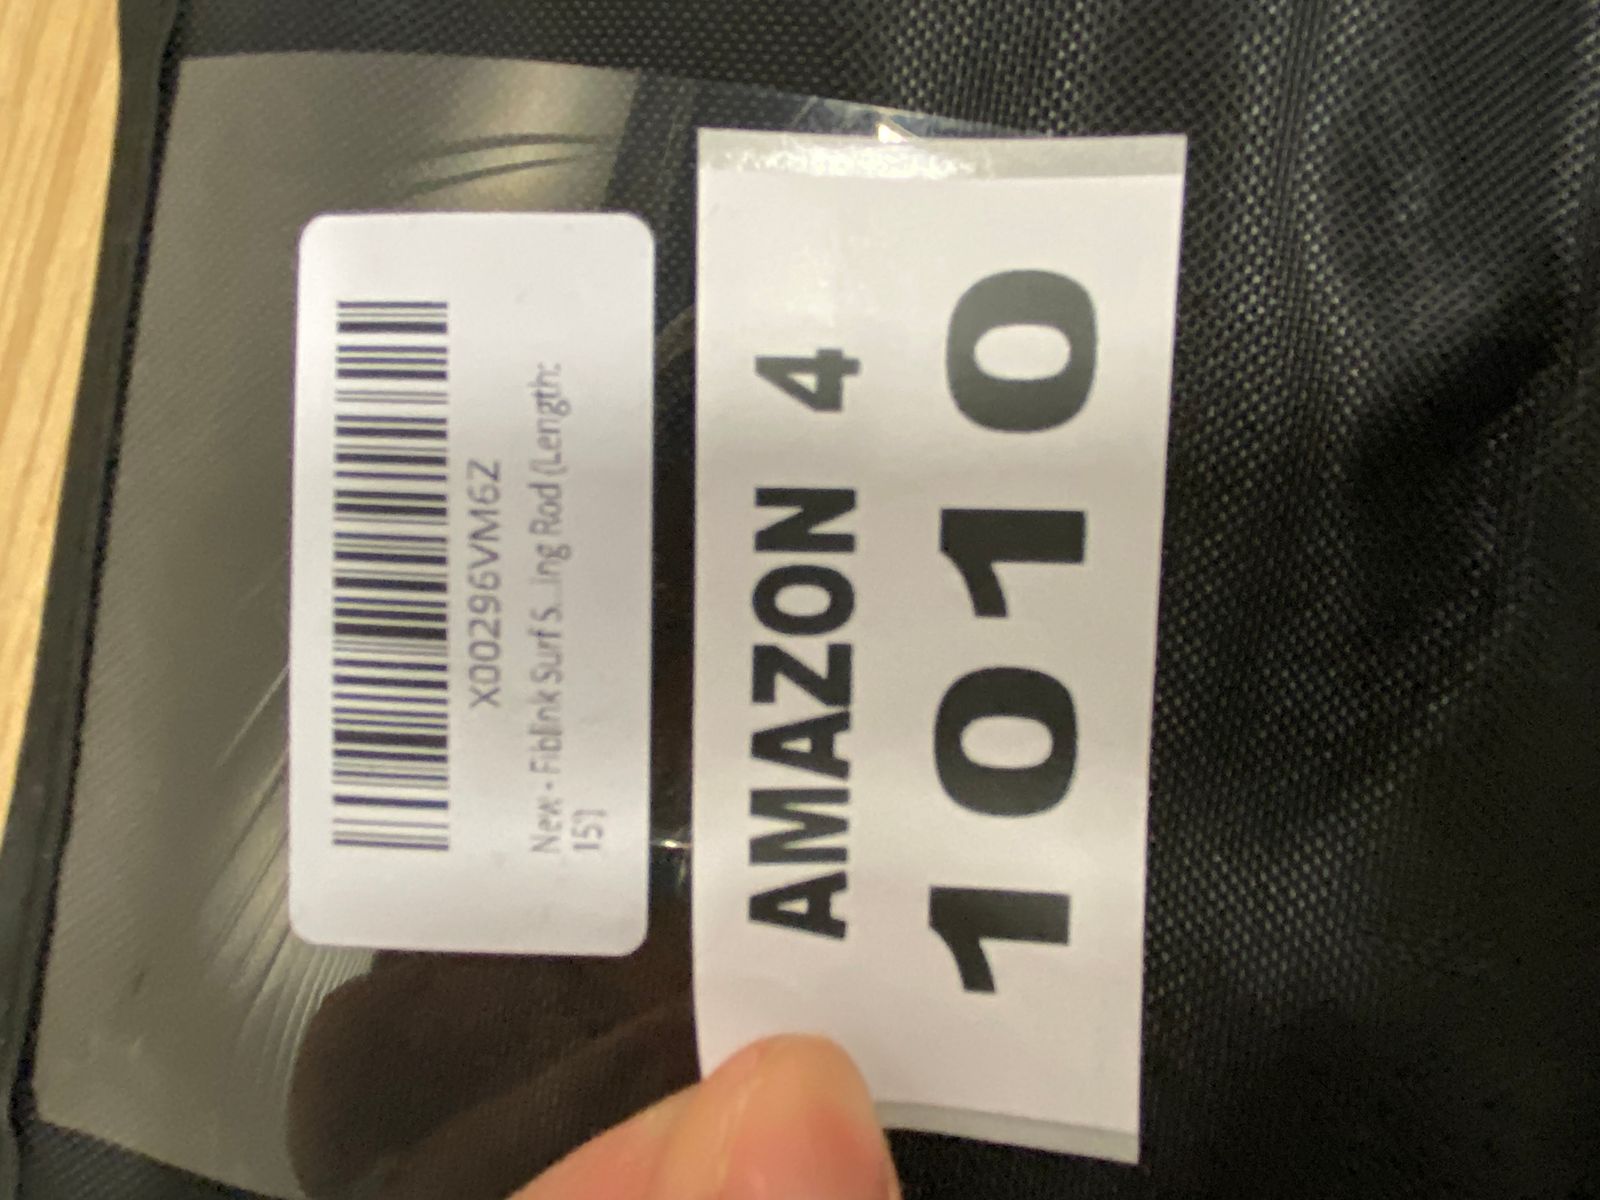 X00296VM6Z
New - Fiblink Surf S...ing Rod (Length:
15')
AMAZON 4
1010